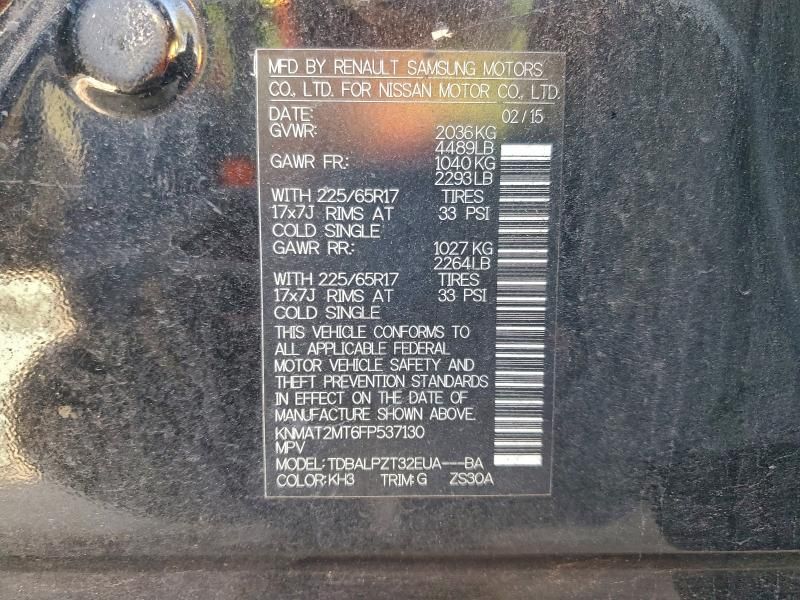 MFD BY RENAULT SAMSUNG MOTORS
CO., LTD. FOR NISSAN MOTOR CO., LTD.
DATE: 02/15
GVWR: 2036KG
4489LB
GAWR FR: 1040KG
2293LB
WITH 225/65R17 TIRES
17x7J RIMS AT 33 PSI
COLD SINGLE
GAWR RR: 1027KG
2264LB
WITH 225/65R17 TIRES
17x7J RIMS AT 33 PSI
COLD SINGLE
THIS VEHICLE CONFORMS TO
ALL APPLICABLE FEDERAL
MOTOR VEHICLE SAFETY AND
THEFT PREVENTION STANDARDS
IN EFFECT ON THE DATE OF
MANUFACTURE SHOWN ABOVE.
KNMAT2MT6FP537130
MPV
MODEL: TDBALPZT32EUA---BA
COLOR: KH3 TRIM: G ZS30A